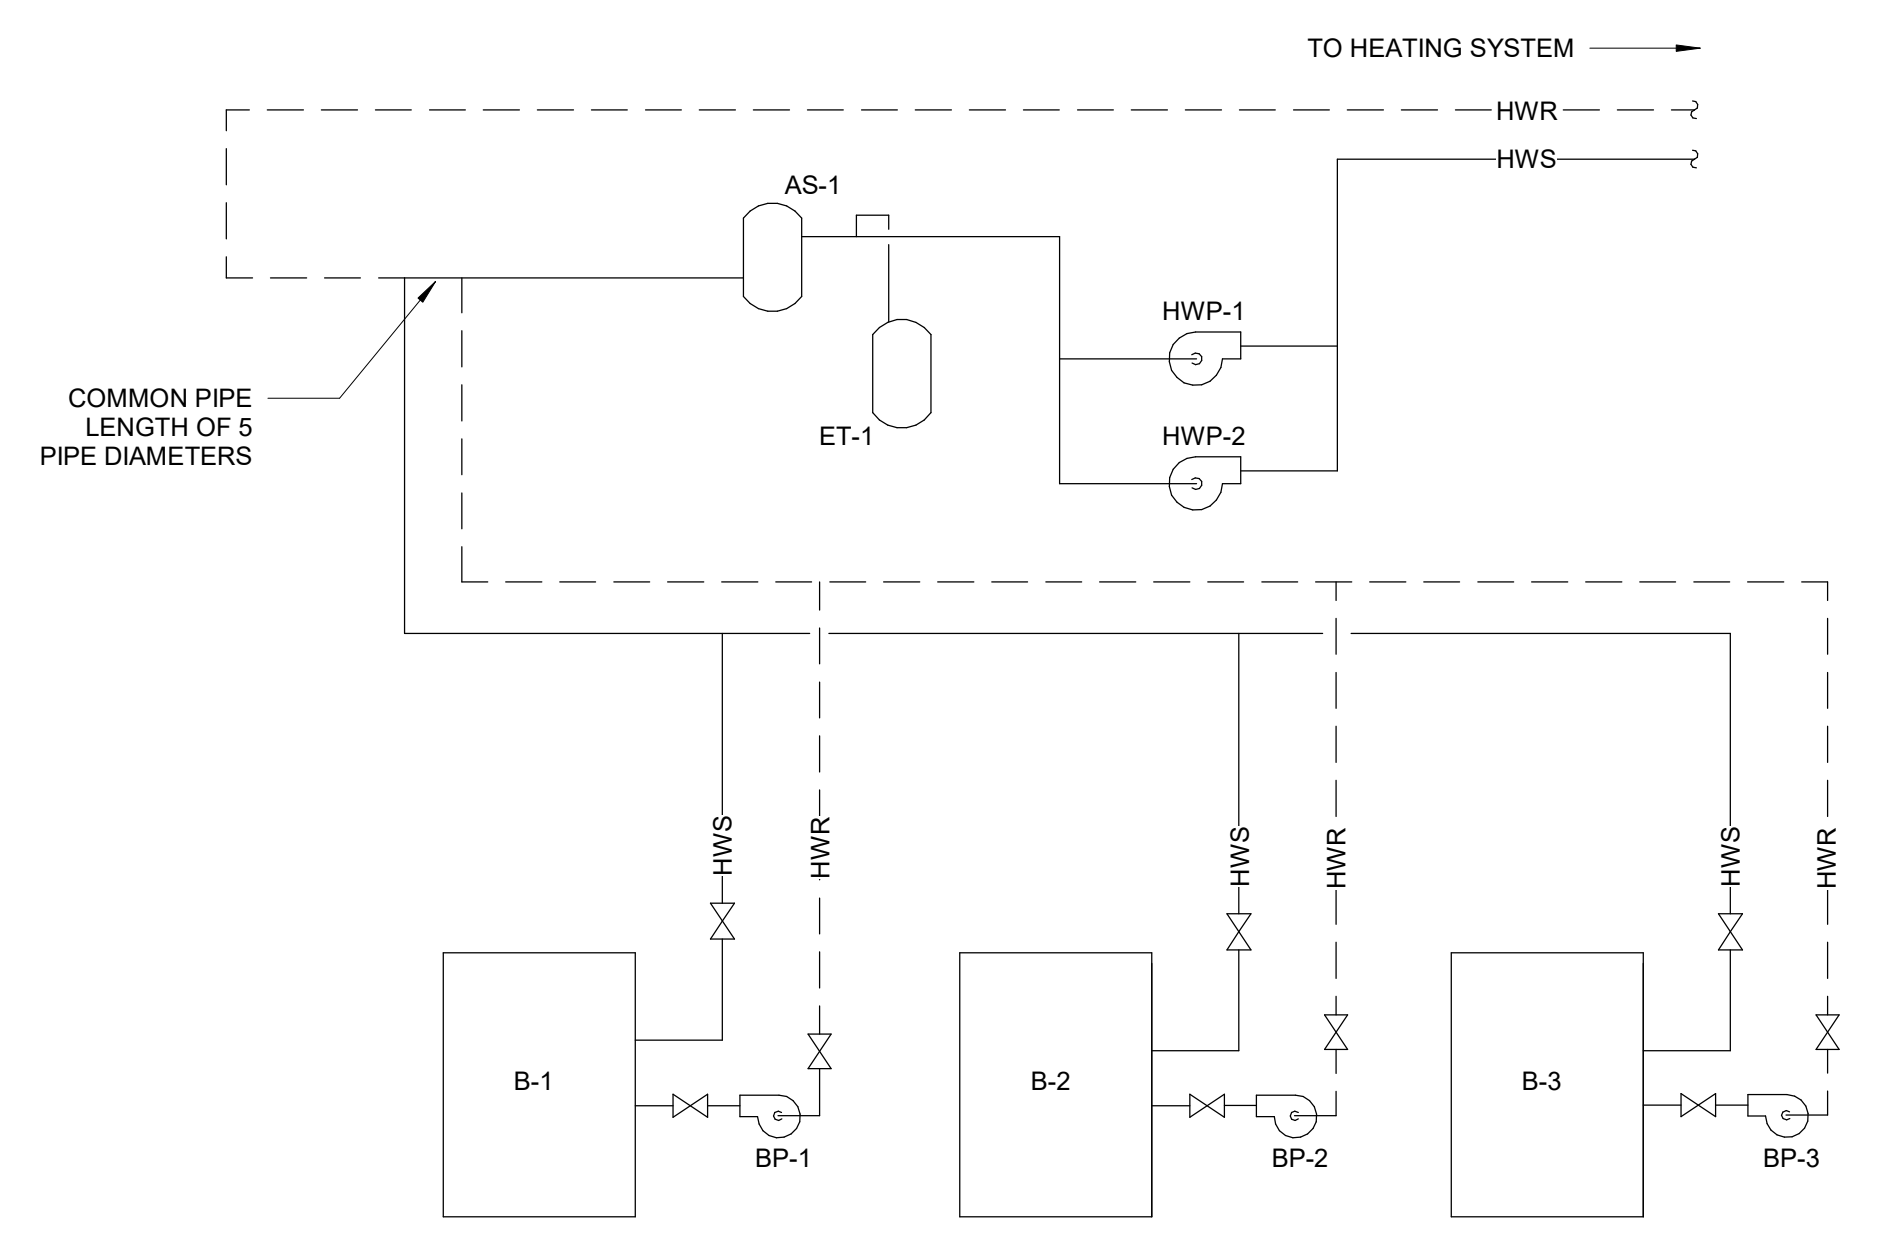 TO HEATING SYSTEM
HWR
HWS
AS-1
HWP-1
COMMON PIPE
LENGTH OF 5
PIPE DIAMETERS
ET-1
HWP-2
HWS
HWR
HWS
HWR
HWS
HWR
B-1
B-2
B-3
BP-1
BP-2
BP-3